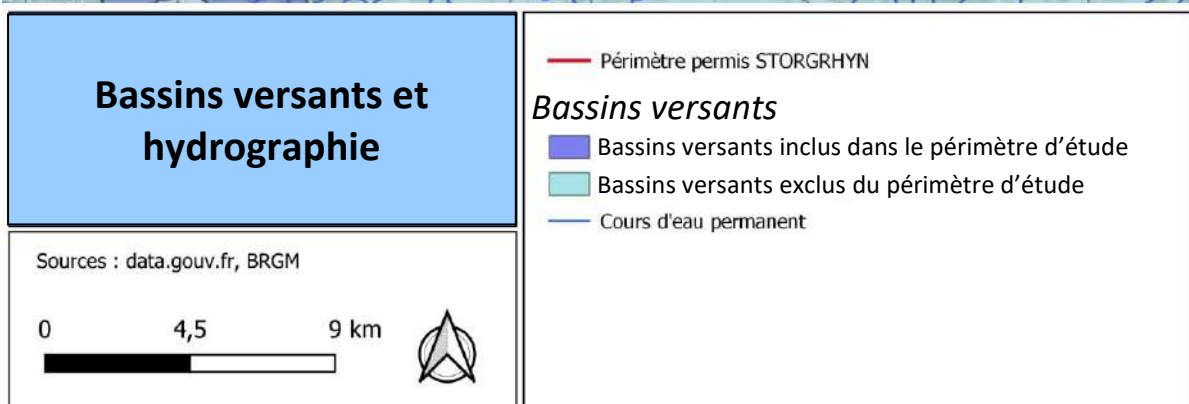 Bassins versants et
hydrographie
Sources : data.gouv.fr, BRGM
0 4,5 9 km
Périmètre permis STORGRHYN
Bassins versants
Bassins versants inclus dans le périmètre d’étude
Bassins versants exclus du périmètre d’étude
Cours d'eau permanent